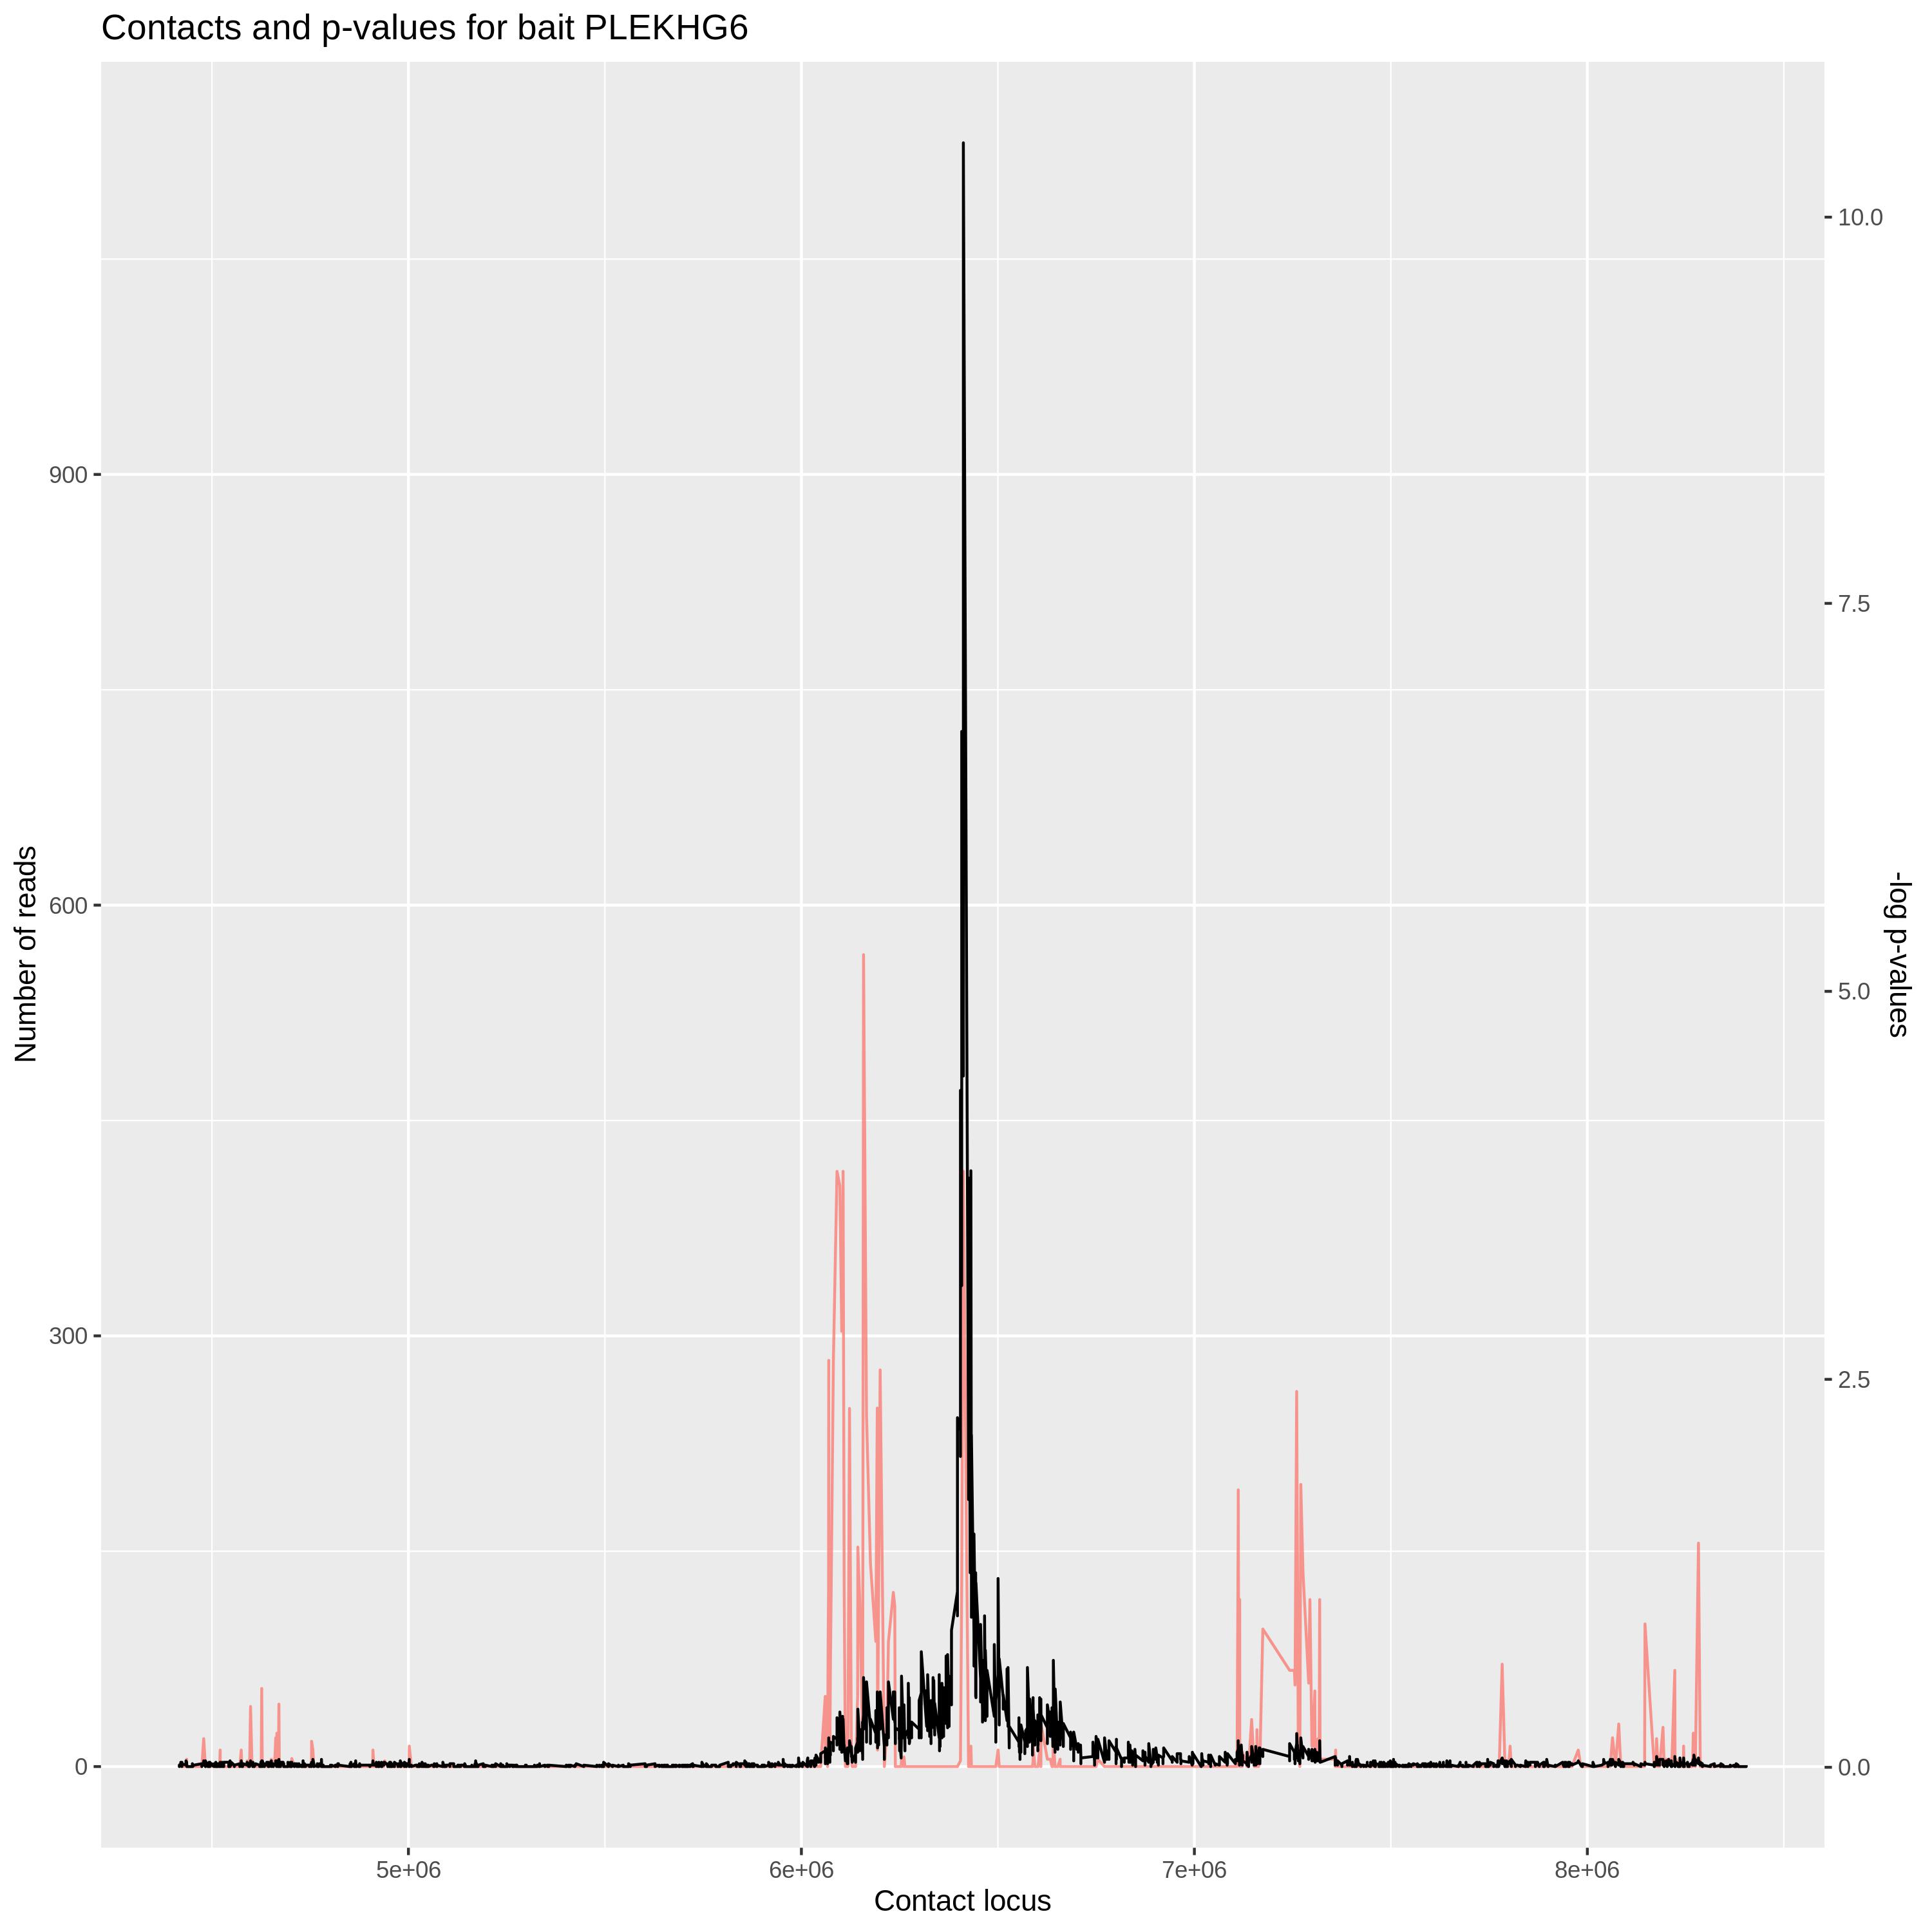 Contacts and p-values for bait PLEKHG6
Number of reads
900
600
300
0
10.0
7.5
5.0
2.5
0.0
-log p-values
5e+06 6e+06 7e+06 8e+06
Contact locus